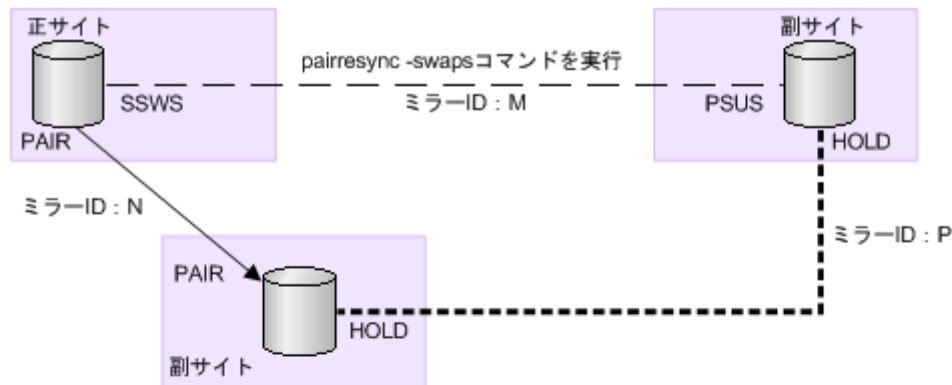 正サイト
副サイト
pairresync -swapsコマンドを実行
SSWS
ミラーID：M
PSUS
PAIR
HOLD
ミラーID：N
ミラーID：P
PAIR
HOLD
副サイト